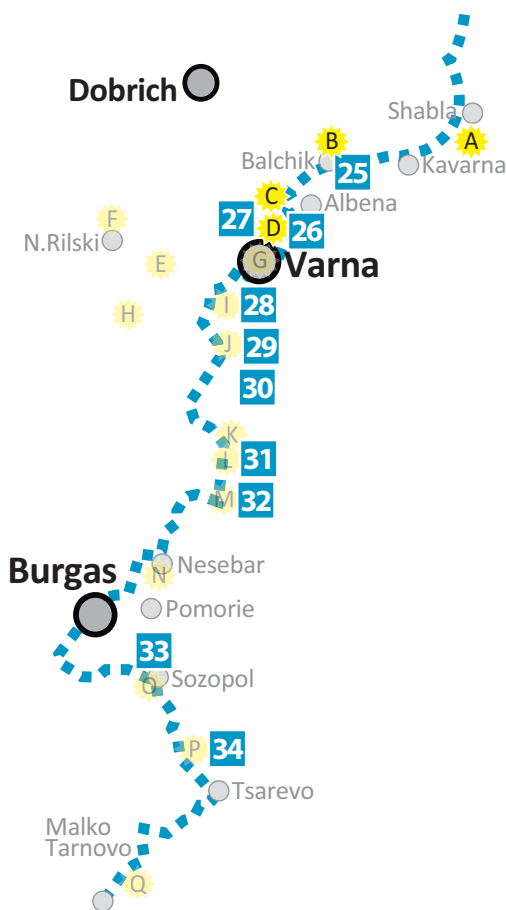 Dobrich
Shabla
A
B
Balchik
Kavarna
25
C
Albena
27
D
26
F
N.Rilski
E
G
Varna
H
I
28
J
29
30
K
L
31
M
32
Nesebar
N
Burgas
Pomorie
33
O
Sozopol
P
34
Tsarevo
Malko
Tarnovo
Q